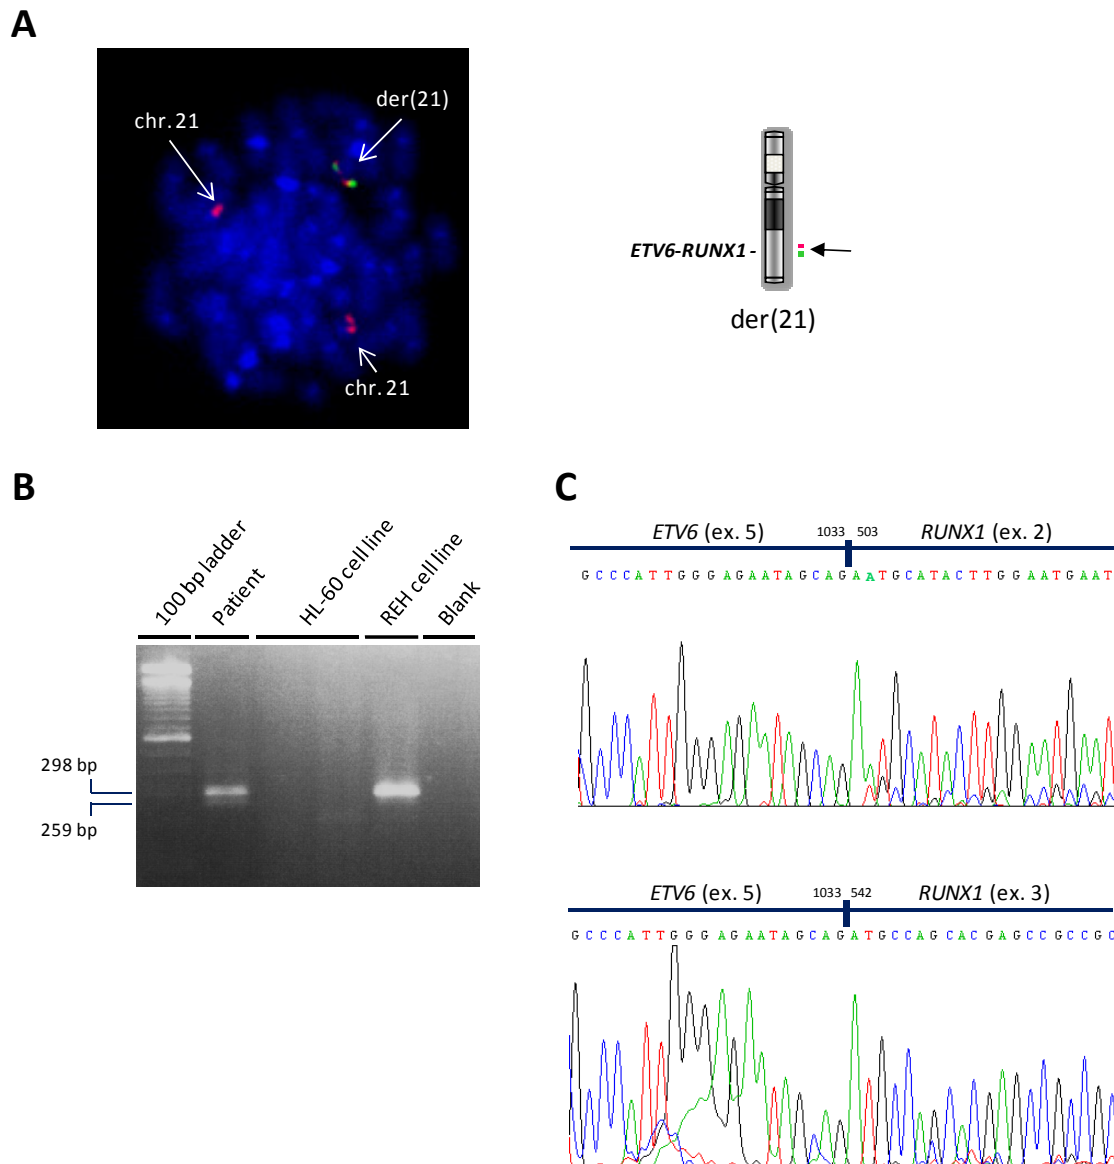 A
chr. 21
der(21)
chr. 21
ETV6-RUNX1 -
der(21)
B
100 bp ladder
Patient
HL-60 cell line
REH cell line
Blank
298 bp
259 bp
C
ETV6 (ex. 5) 1033 503 RUNX1 (ex. 2)
G C C C A T T G G G A G A A T A G C A G A A T G C A T A C T T G G A A T G A A T
ETV6 (ex. 5) 1033 542 RUNX1 (ex. 3)
G C C C A T T G G G A G A A T A G C A G A T G C C A G C A C G A G C C G C C G C